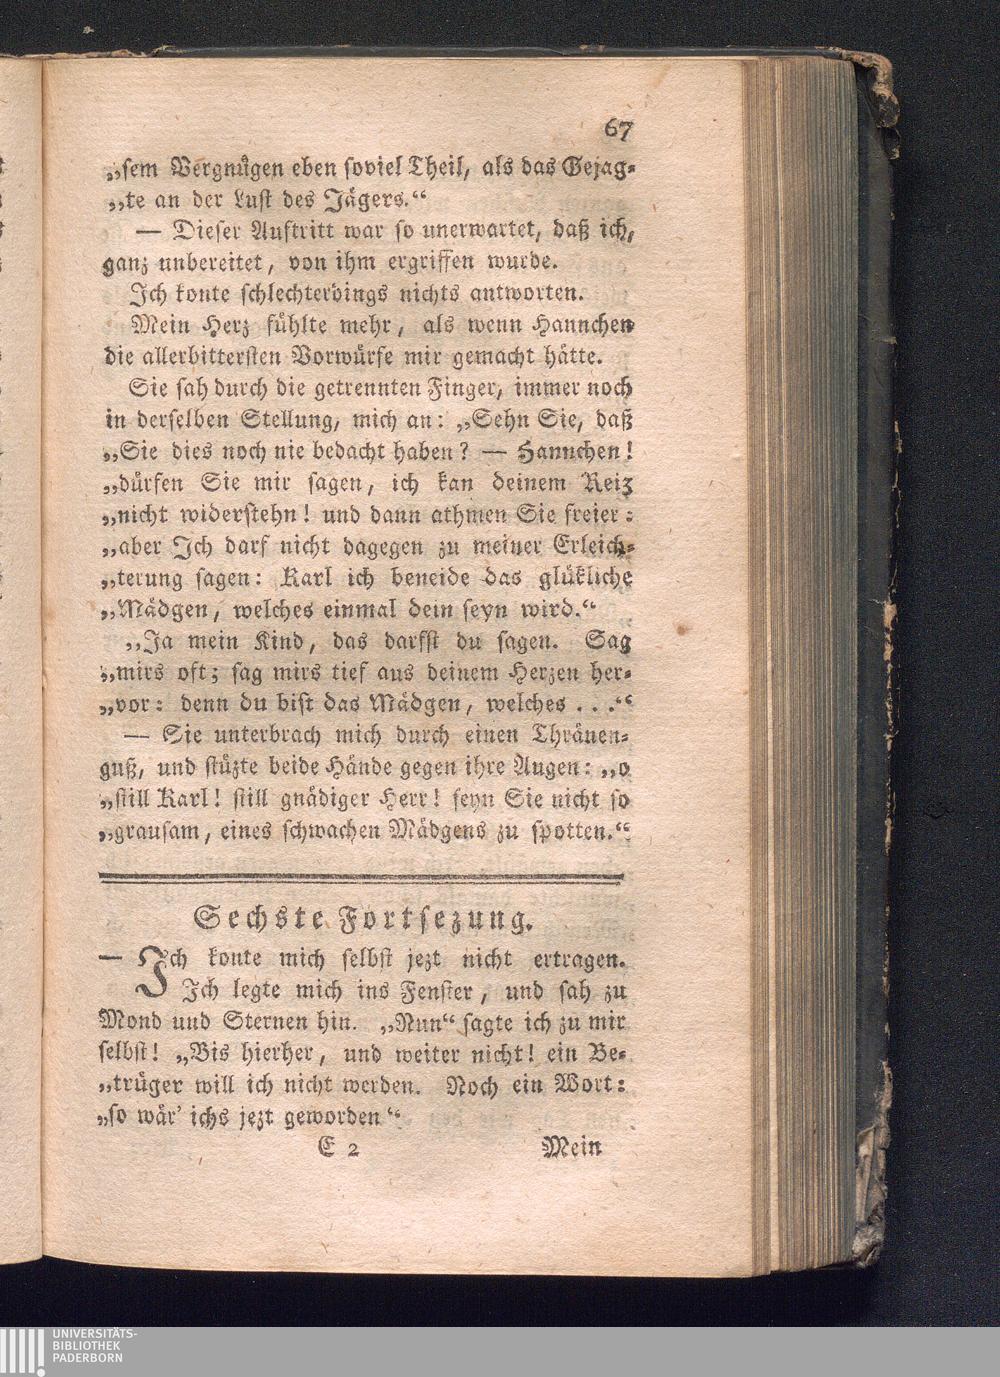 67
„sem Vergnügen eben soviel Theil, als das Gejag-
„te an der Lust des Jägers.“
— Dieser Auftritt war so unerwartet, daß ich,
ganz unbereitet, von ihm ergriffen wurde.
Ich konte schlechterdings nichts antworten.
Mein Herz fühlte mehr, als wenn Hannchen
die allerbittersten Vorwürfe mir gemacht hätte.
Sie sah durch die getrennten Finger, immer noch
in derselben Stellung, mich an: „Sehn Sie, daß
„Sie dies noch nie bedacht haben? — Hannchen!
„dürfen Sie mir sagen, ich kan deinem Reiz
„nicht widerstehn! und dann athmen Sie freier:
„aber Ich darf nicht dagegen zu meiner Erleich-
„terung sagen: Karl ich beneide das glükliche
„Mädgen, welches einmal dein seyn wird.“
„Ja mein Kind, das darfst du sagen. Sag
„mirs oft; sag mirs tief aus deinem Herzen her-
„vor: denn du bist das Mädgen, welches . . .“
— Sie unterbrach mich durch einen Thränen-
guß, und stüzte beide Hände gegen ihre Augen: „o
„still Karl! still gnädiger Herr! seyn Sie nicht so
„grausam, eines schwachen Mädgens zu spotten.“
Sechste Fortsezung.
— Ich konte mich selbst jezt nicht ertragen.
Ich legte mich ins Fenster, und sah zu
Mond und Sternen hin. „Nun“ sagte ich zu mir
selbst! „Bis hierher, und weiter nicht! ein Be-
„trüger will ich nicht werden. Noch ein Wort:
„so wär' ichs jezt geworden“
E 2 Mein
UNIVERSITÄTS-
BIBLIOTHEK
PADERBORN